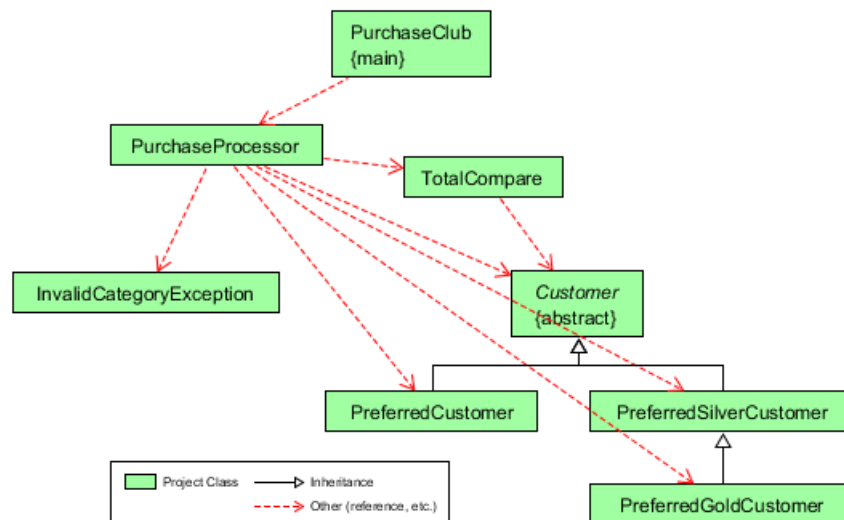 PurchaseClub
{main}
PurchaseProcessor
TotalCompare
InvalidCategoryException
Customer
{abstract}
PreferredCustomer
PreferredSilverCustomer
Project Class
Inheritance
Other (reference, etc.)
PreferredGoldCustomer